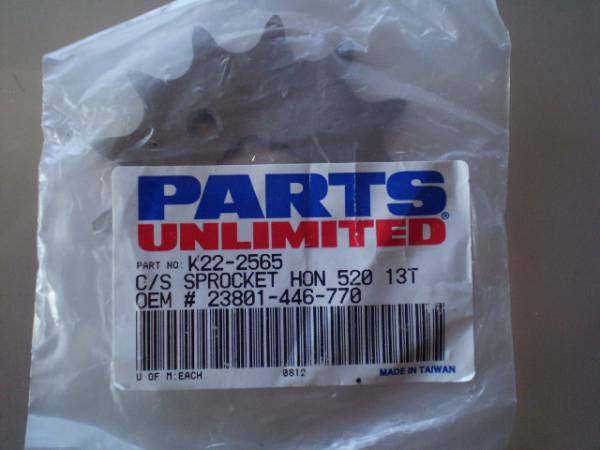 PARTS
UNLIMITED®
PART NO: K22-2565
C/S SPROCKET HON 520 13T
OEM # 23801-446-770
U OF M:EACH 0812 MADE IN TAIWAN